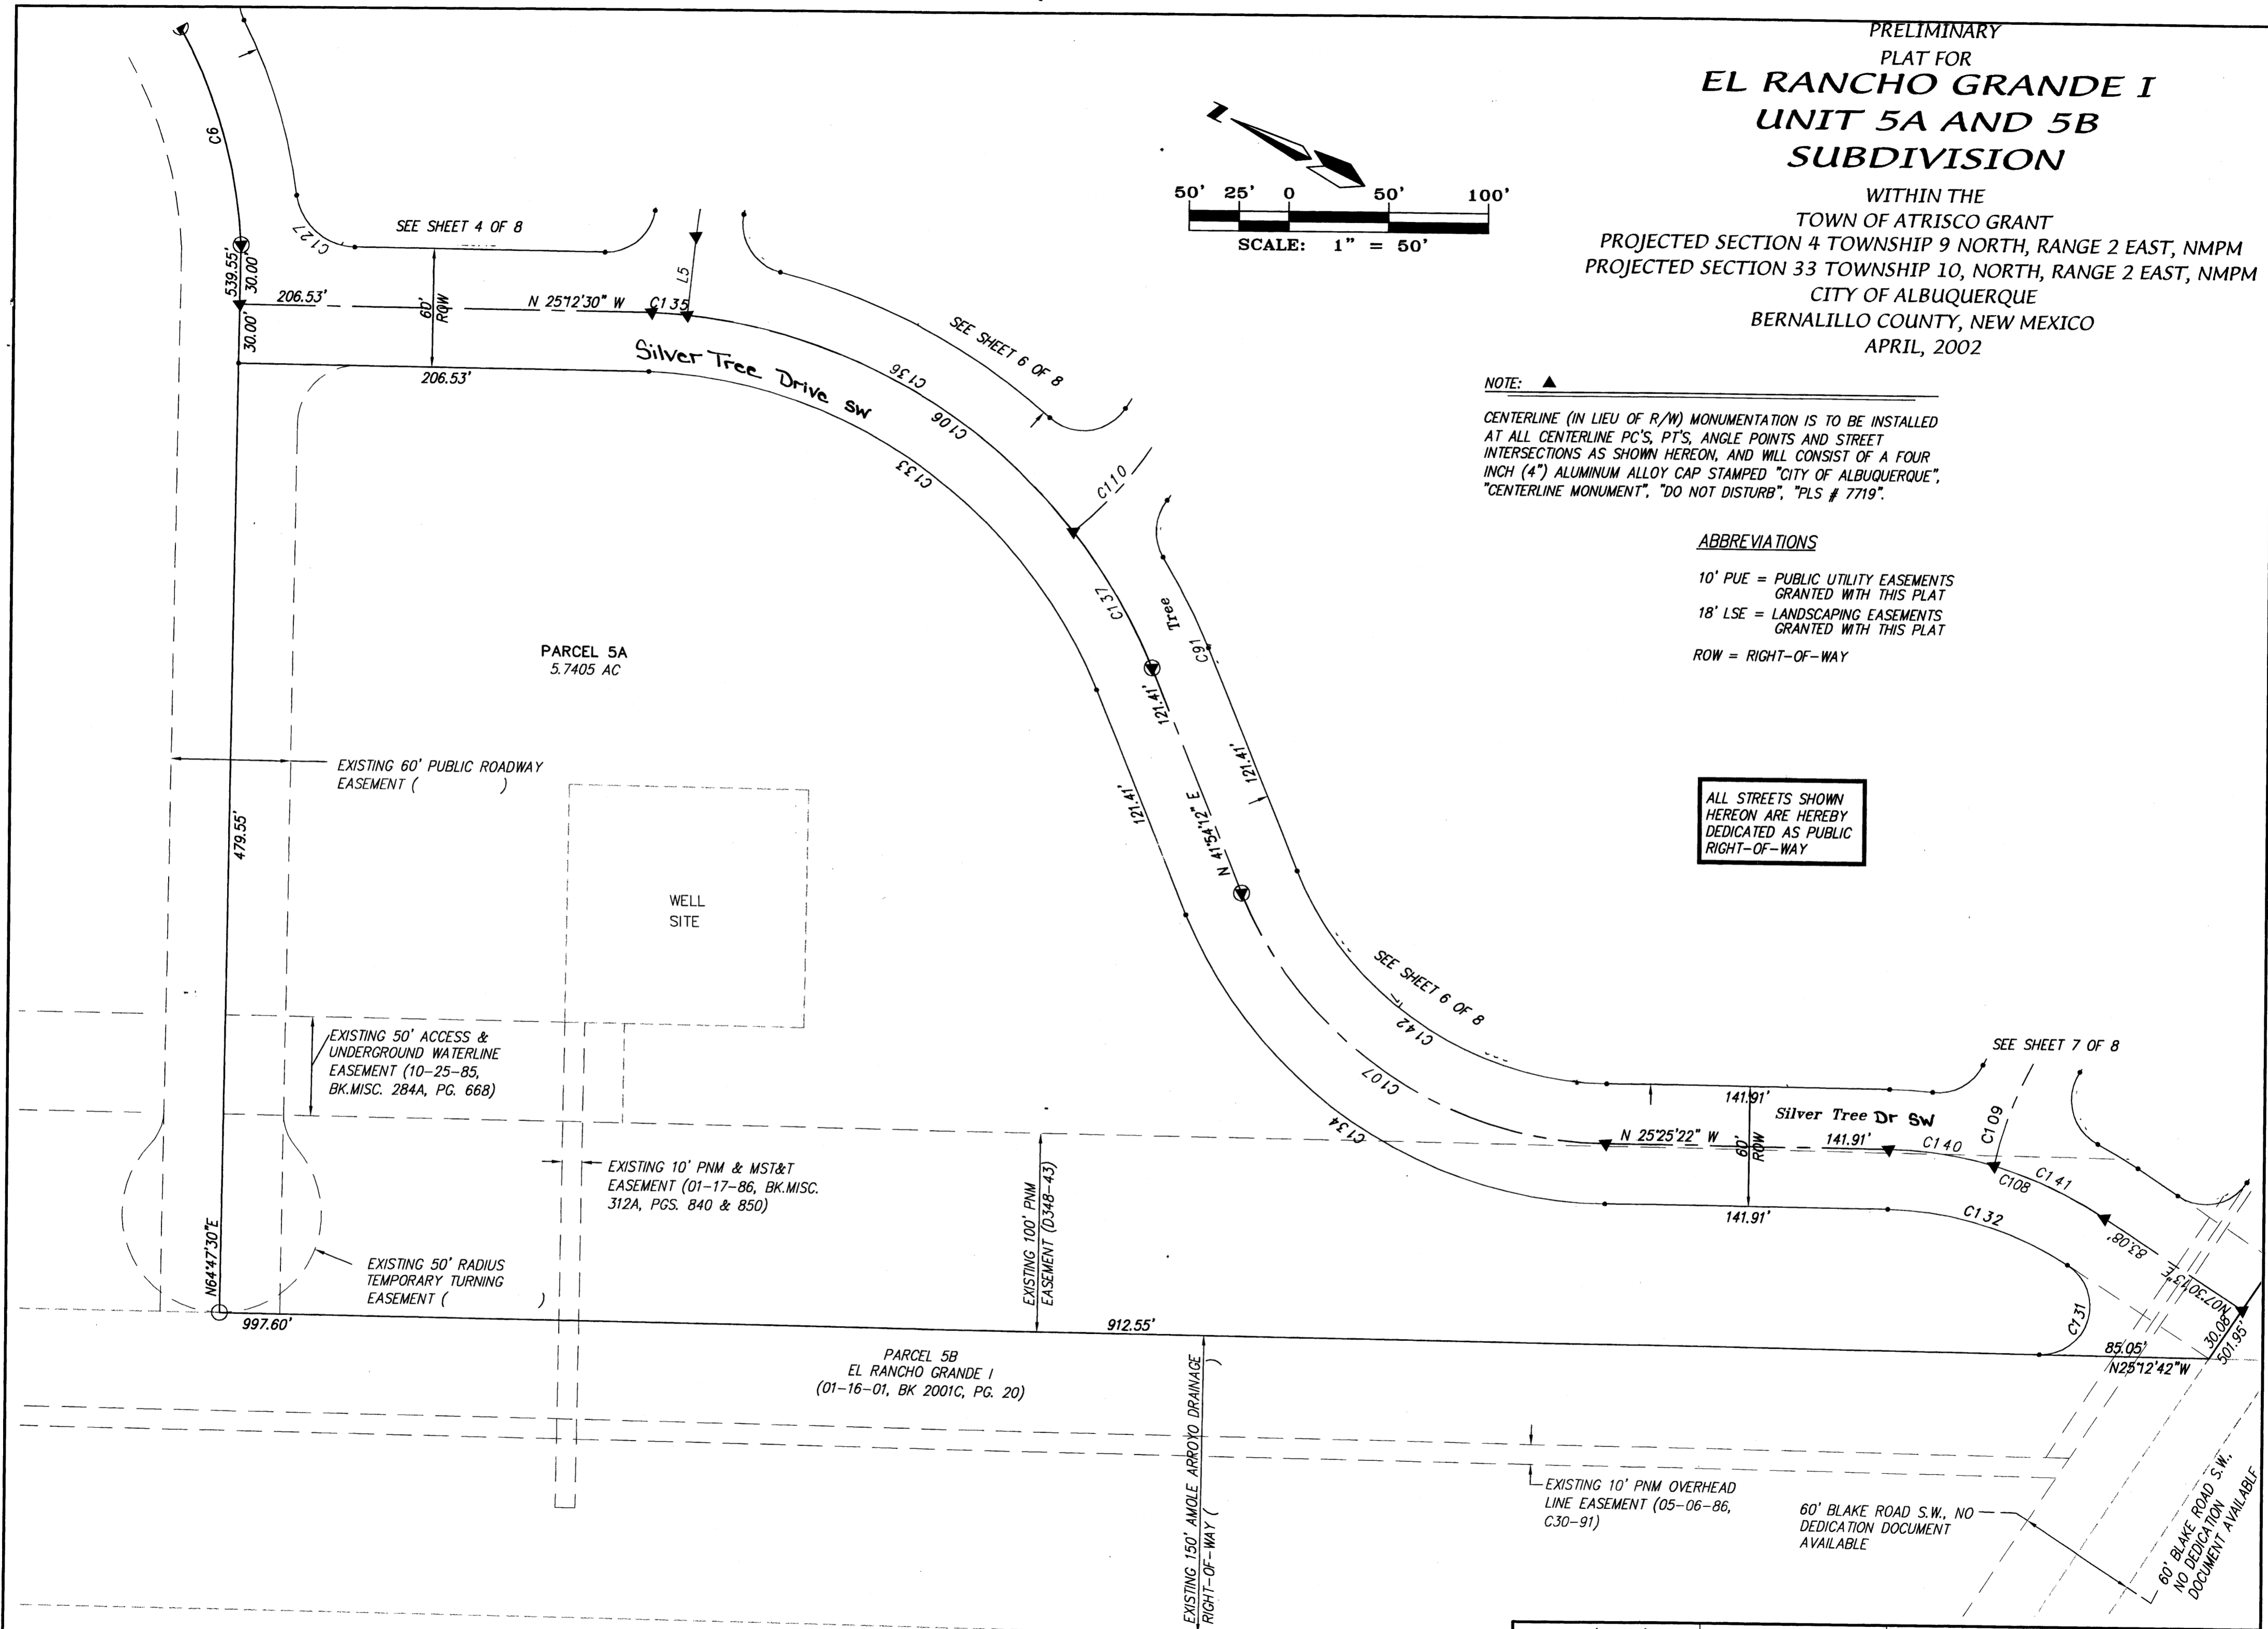 PRELIMINARY
PLAT FOR
EL RANCHO GRANDE I
UNIT 5A AND 5B
SUBDIVISION
WITHIN THE
TOWN OF ATRISCO GRANT
PROJECTED SECTION 4 TOWNSHIP 9 NORTH, RANGE 2 EAST, NMPM
PROJECTED SECTION 33 TOWNSHIP 10, NORTH, RANGE 2 EAST, NMPM
CITY OF ALBUQUERQUE
BERNALILLO COUNTY, NEW MEXICO
APRIL, 2002
Z
50' 25' 0 50' 100'
SCALE: 1" = 50'
NOTE: ▲
CENTERLINE (IN LIEU OF R/W) MONUMENTATION IS TO BE INSTALLED
AT ALL CENTERLINE PC'S, PT'S, ANGLE POINTS AND STREET
INTERSECTIONS AS SHOWN HEREON, AND WILL CONSIST OF A FOUR
INCH (4") ALUMINUM ALLOY CAP STAMPED "CITY OF ALBUQUERQUE",
"CENTERLINE MONUMENT", "DO NOT DISTURB", "PLS # 7719".
ABBREVIATIONS
10' PUE = PUBLIC UTILITY EASEMENTS
GRANTED WITH THIS PLAT
18' LSE = LANDSCAPING EASEMENTS
GRANTED WITH THIS PLAT
ROW = RIGHT-OF-WAY
ALL STREETS SHOWN
HEREON ARE HEREBY
DEDICATED AS PUBLIC
RIGHT-OF-WAY
C6
C127
SEE SHEET 4 OF 8
539.55'
30.00'
30.00'
206.53'
60'
ROW
N 25°12'30" W
C135
L5
206.53'
Silver Tree Drive SW
SEE SHEET 6 OF 8
C136
C106
C133
C110
C137
Tree
C91
121.41'
121.41'
121.41'
N 41°54'12" E
PARCEL 5A
5.7405 AC
EXISTING 60' PUBLIC ROADWAY
EASEMENT ( )
479.55'
WELL
SITE
EXISTING 50' ACCESS &
UNDERGROUND WATERLINE
EASEMENT (10-25-85,
BK.MISC. 284A, PG. 668)
EXISTING 10' PNM & MST&T
EASEMENT (01-17-86, BK.MISC.
312A, PGS. 840 & 850)
EXISTING 50' RADIUS
TEMPORARY TURNING
EASEMENT ( )
N64°47'30"E
997.60'
EXISTING 100' PNM
EASEMENT (D348-43)
912.55'
PARCEL 5B
EL RANCHO GRANDE I
(01-16-01, BK 2001C, PG. 20)
EXISTING 150' AMOLE ARROYO DRAINAGE
RIGHT-OF-WAY ( )
SEE SHEET 6 OF 8
C142
C107
C134
141.91'
Silver Tree Dr SW
N 25°25'22" W
60'
ROW
141.91'
C140
141.91'
SEE SHEET 7 OF 8
C109
C141
C108
C132
83.08'
N07°30'13"E
C131
30.08'
501.95'
85.05'
N25°12'42"W
EXISTING 10' PNM OVERHEAD
LINE EASEMENT (05-06-86,
C30-91)
60' BLAKE ROAD S.W., NO
DEDICATION DOCUMENT
AVAILABLE
60' BLAKE ROAD S.W.,
NO DEDICATION
DOCUMENT AVAILABLE